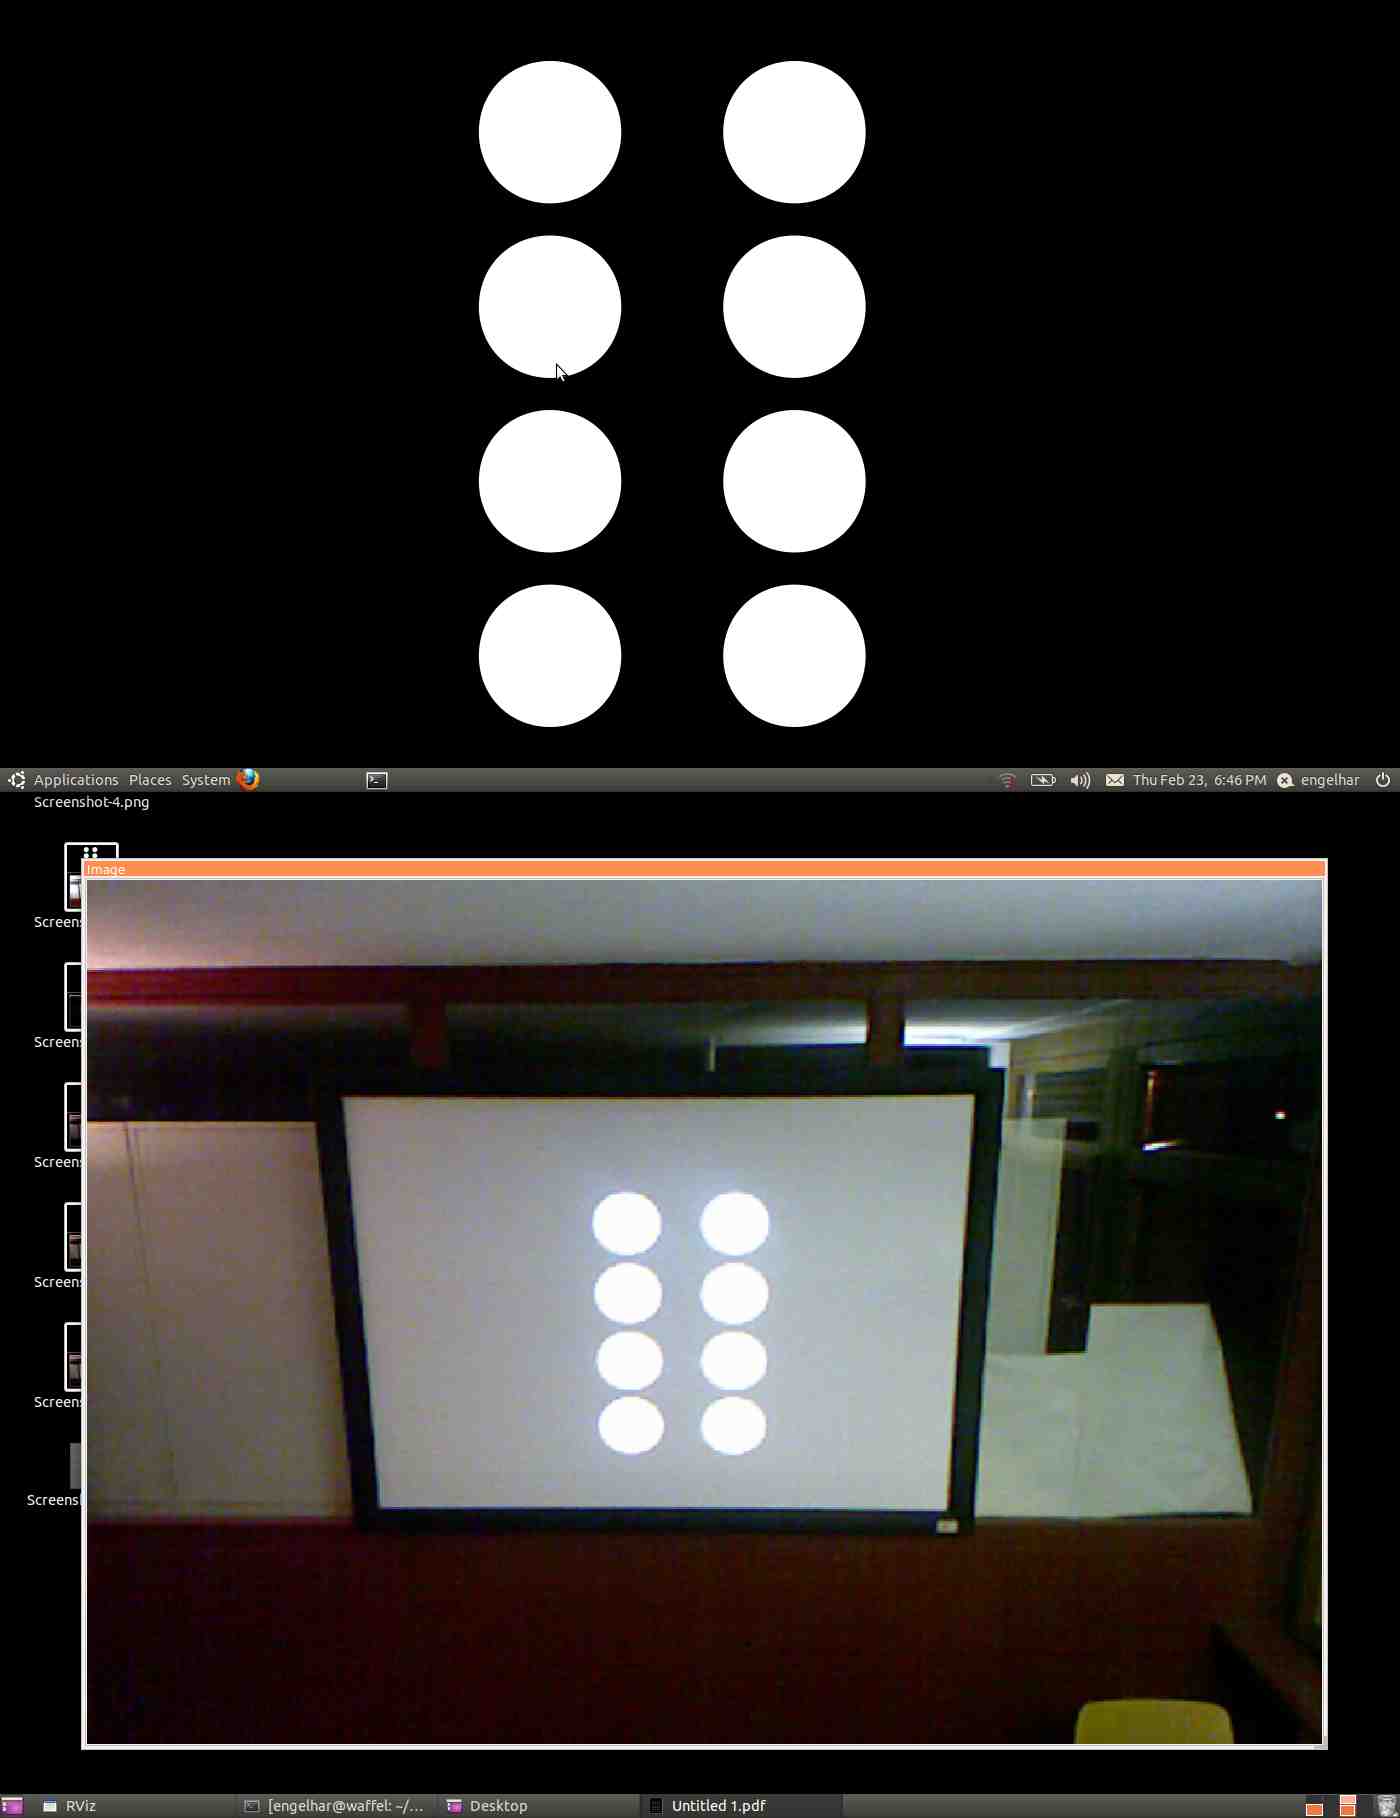 Applications Places System Thu Feb 23, 6:46 PM engelhar
Screenshot-4.png
Image
Screens
Screens
Screens
Screens
Screens
Screens
RViz [engelhar@waffel: ~/... Desktop Untitled 1.pdf